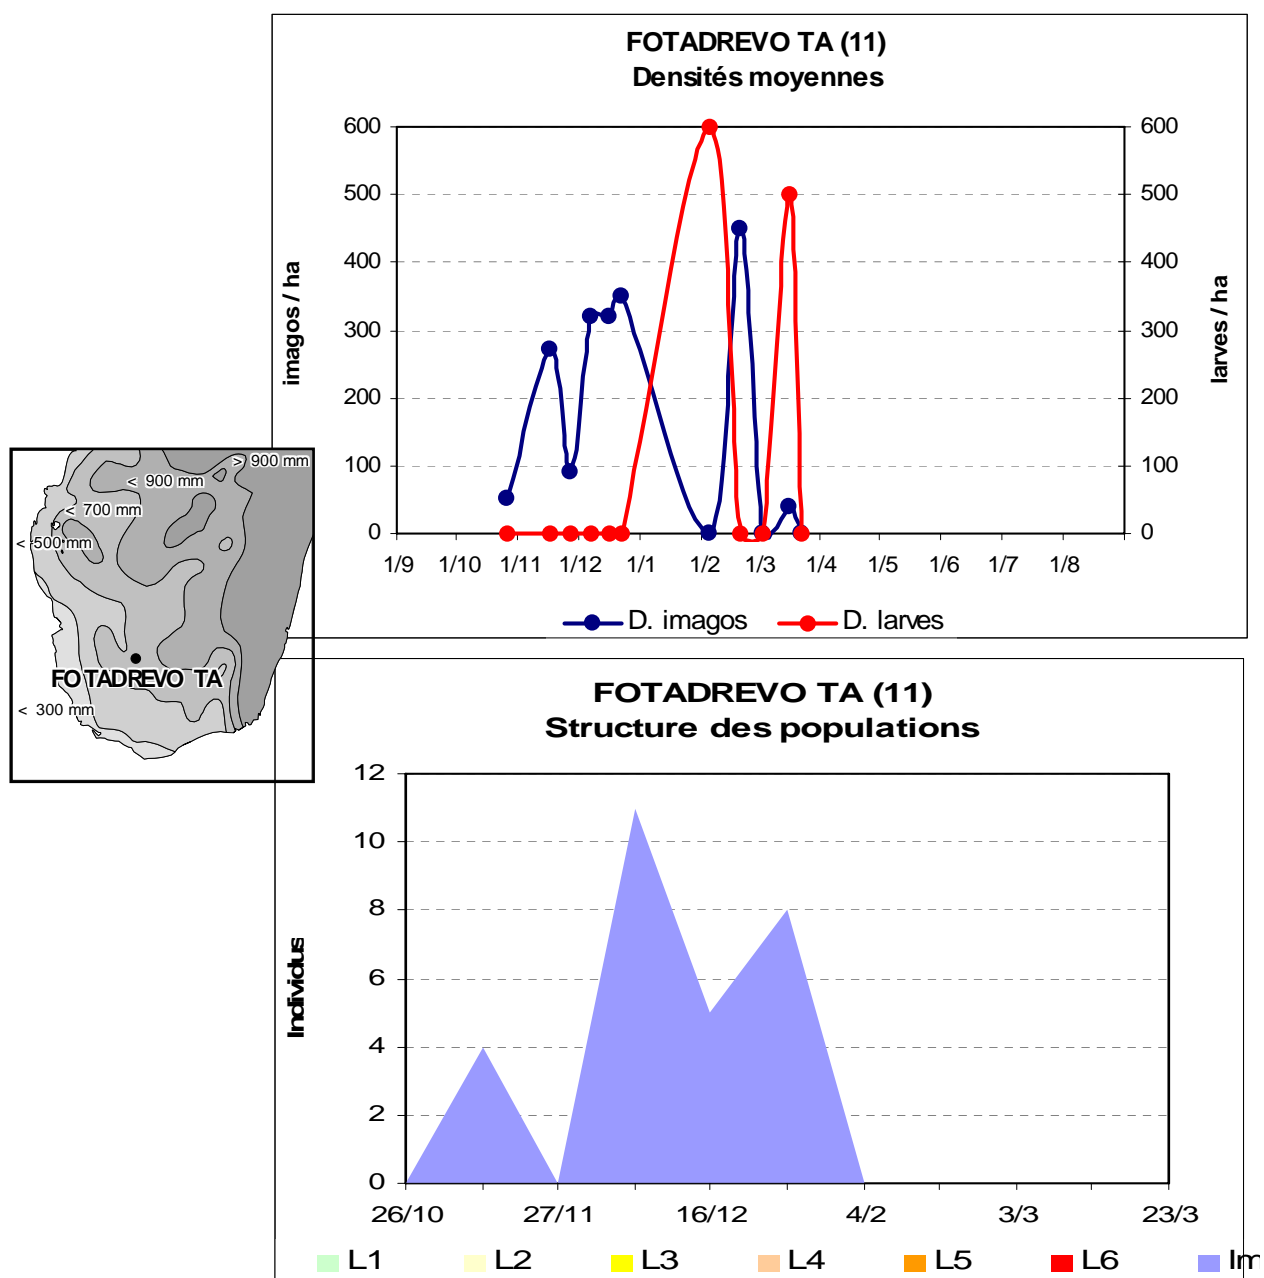 FOTADREVO TA (11)
Densités moyennes
600
500
400
300
200
100
0
imagos / ha
600
500
400
300
200
100
0
larves / ha
1/9 1/10 1/11 1/12 1/1 1/2 1/3 1/4 1/5 1/6 1/7 1/8
D. imagos D. larves
> 900 mm
< 900 mm
< 700 mm
< 500 mm
FOTADREVO TA
< 300 mm
FOTADREVO TA (11)
Structure des populations
12
10
8
6
4
2
0
Individus
26/10 27/11 16/12 4/2 3/3 23/3
L1 L2 L3 L4 L5 L6 Im